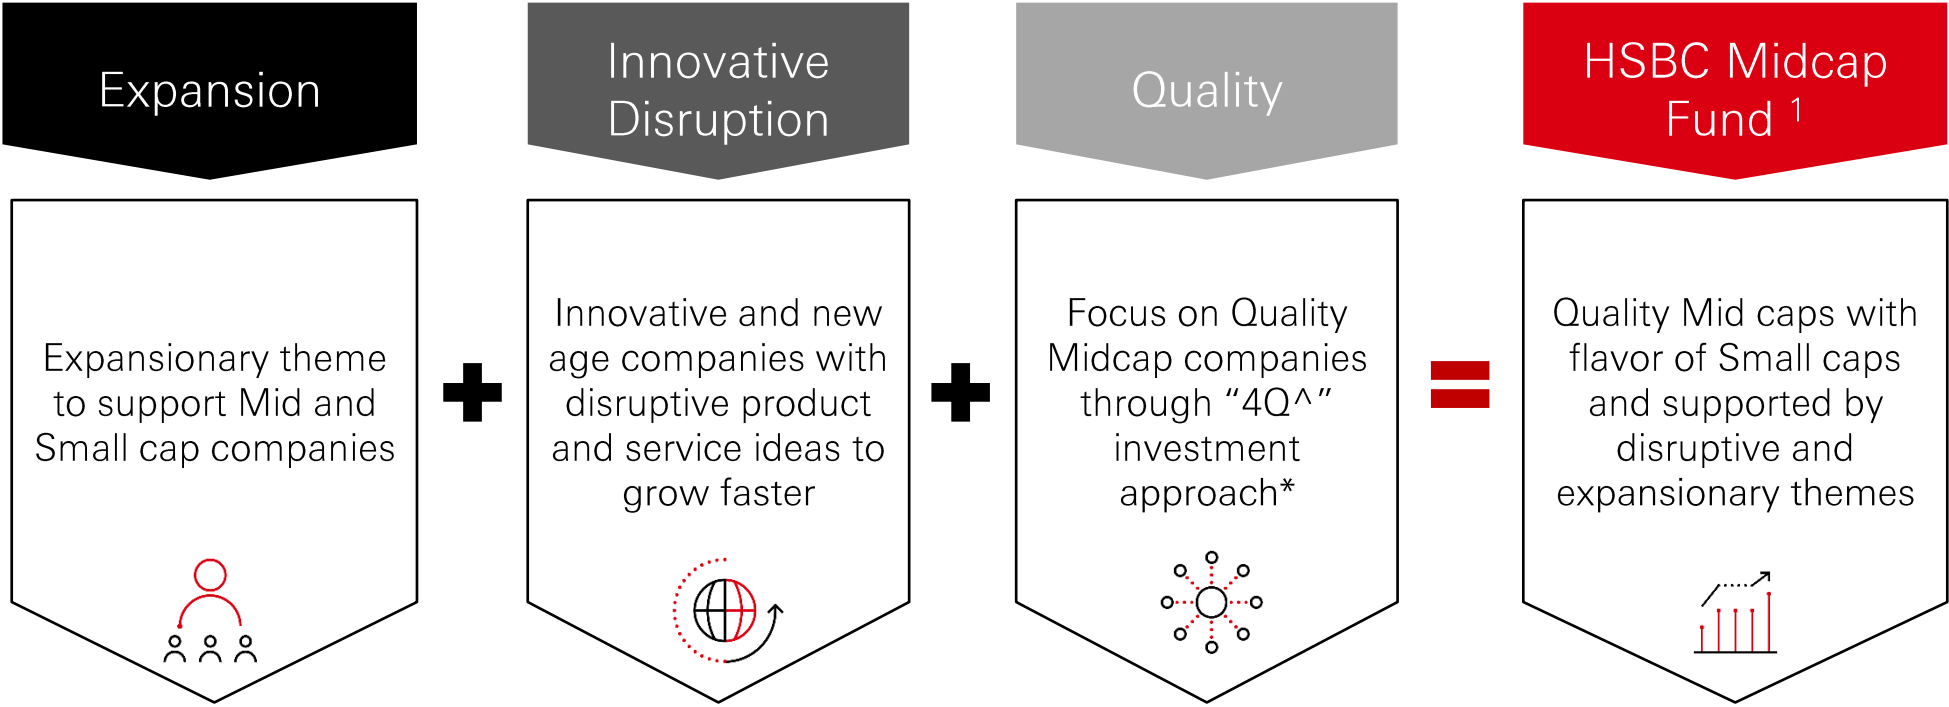 Expansion
Innovative
Disruption
Quality
HSBC Midcap
Fund 1
Expansionary theme
to support Mid and
Small cap companies
Innovative and new
age companies with
disruptive product
and service ideas to
grow faster
Focus on Quality
Midcap companies
through “4Q^”
investment
approach*
Quality Mid caps with
flavor of Small caps
and supported by
disruptive and
expansionary themes